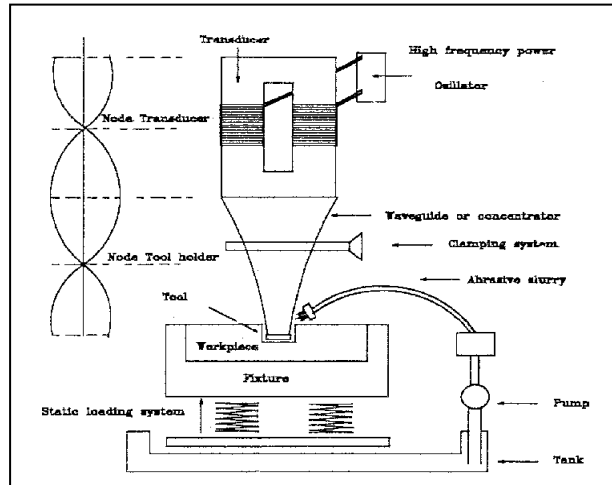 Transducer
High frequency power
Oscillator
Node Transducer
Waveguide or concentrator
Node Tool holder
Clamping system
Abrasive slurry
Tool
Workpiece
Fixture
Static loading system
Pump
Tank